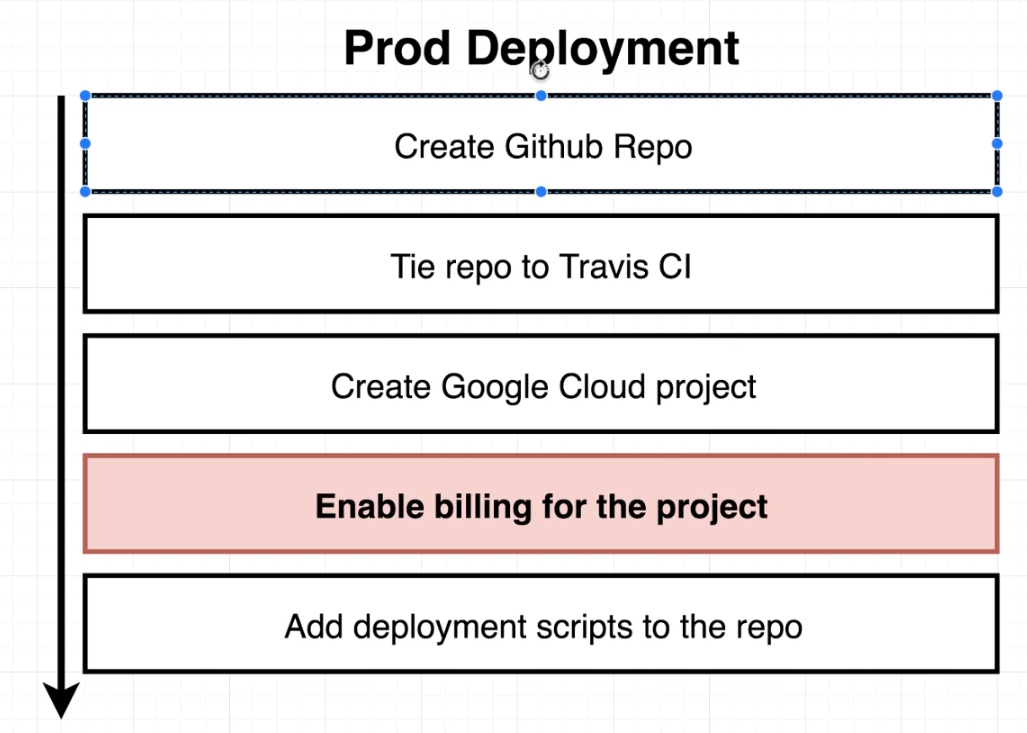 Prod Deployment
Create Github Repo
Tie repo to Travis CI
Create Google Cloud project
Enable billing for the project
Add deployment scripts to the repo